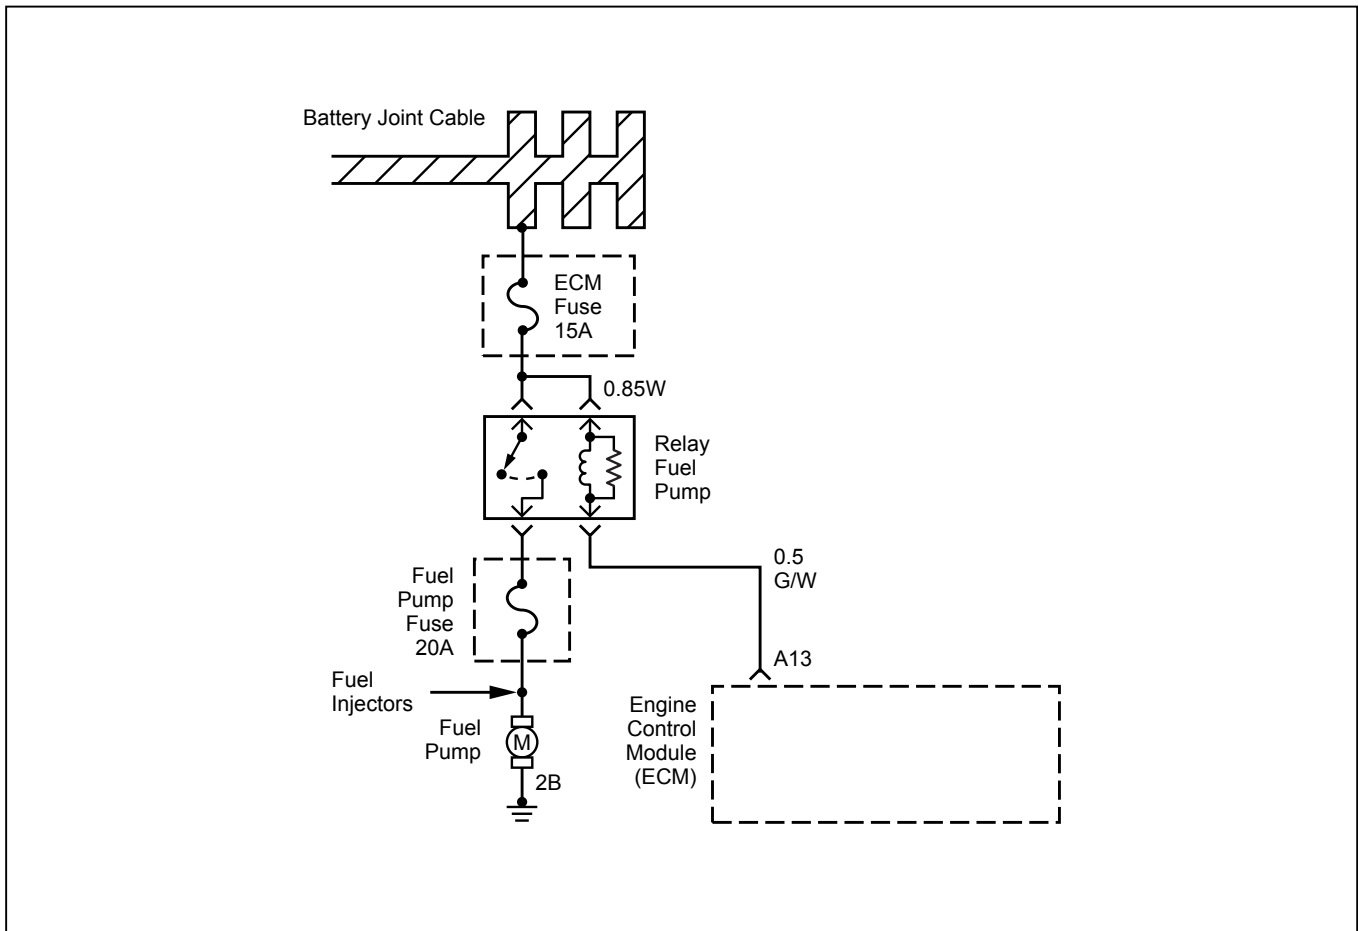 Battery Joint Cable
ECM
Fuse
15A
0.85W
Relay
Fuel
Pump
0.5
G/W
Fuel
Pump
Fuse
20A
A13
Fuel
Injectors
Fuel
Pump
M
2B
Engine
Control
Module
(ECM)